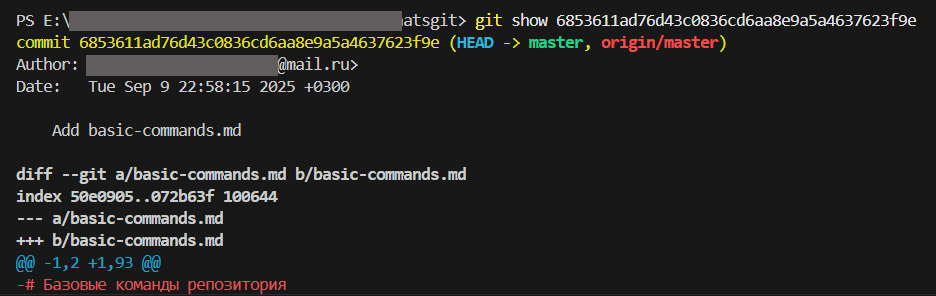 PS E:\ atsgit> git show 6853611ad76d43c0836cd6aa8e9a5a4637623f9e
commit 6853611ad76d43c0836cd6aa8e9a5a4637623f9e (HEAD -> master, origin/master)
Author: @mail.ru>
Date:   Tue Sep 9 22:58:15 2025 +0300
Add basic-commands.md
diff --git a/basic-commands.md b/basic-commands.md
index 50e0905..072b63f 100644
--- a/basic-commands.md
+++ b/basic-commands.md
@@ -1,2 +1,93 @@
-# Базовые команды репозитория